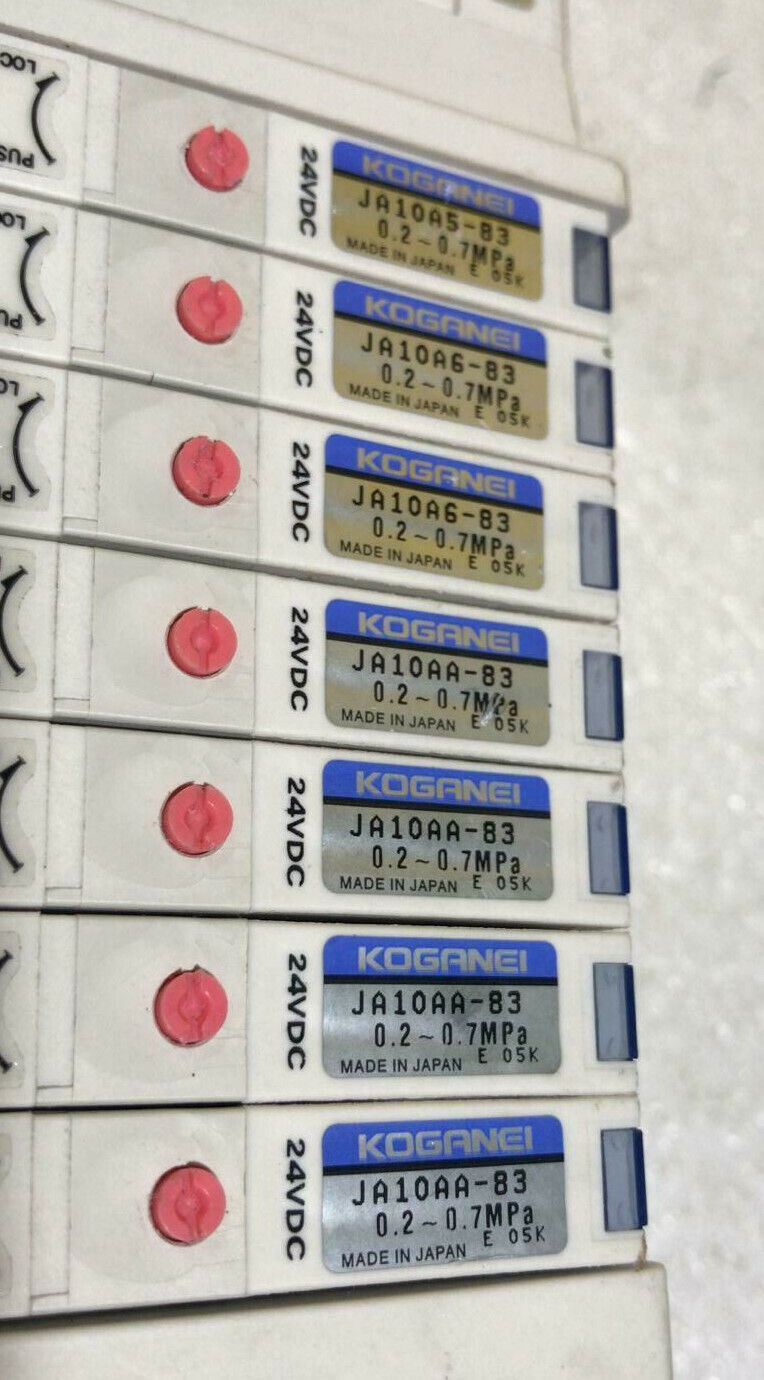 24VDC
KOGANEI
JA10A5-83
0.2~0.7MPa
MADE IN JAPAN E 05K
24VDC
KOGANEI
JA10A6-83
0.2~0.7MPa
MADE IN JAPAN E 05K
24VDC
KOGANEI
JA10A6-83
0.2~0.7MPa
MADE IN JAPAN E 05K
24VDC
KOGANEI
JA10AA-83
0.2~0.7MPa
MADE IN JAPAN E 05K
24VDC
KOGANEI
JA10AA-83
0.2~0.7MPa
MADE IN JAPAN E 05K
24VDC
KOGANEI
JA10AA-83
0.2~0.7MPa
MADE IN JAPAN E 05K
24VDC
KOGANEI
JA10AA-83
0.2~0.7MPa
MADE IN JAPAN E 05K